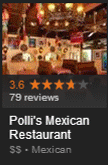 3.6
79 reviews
Polli's Mexican
Restaurant
$$ • Mexican